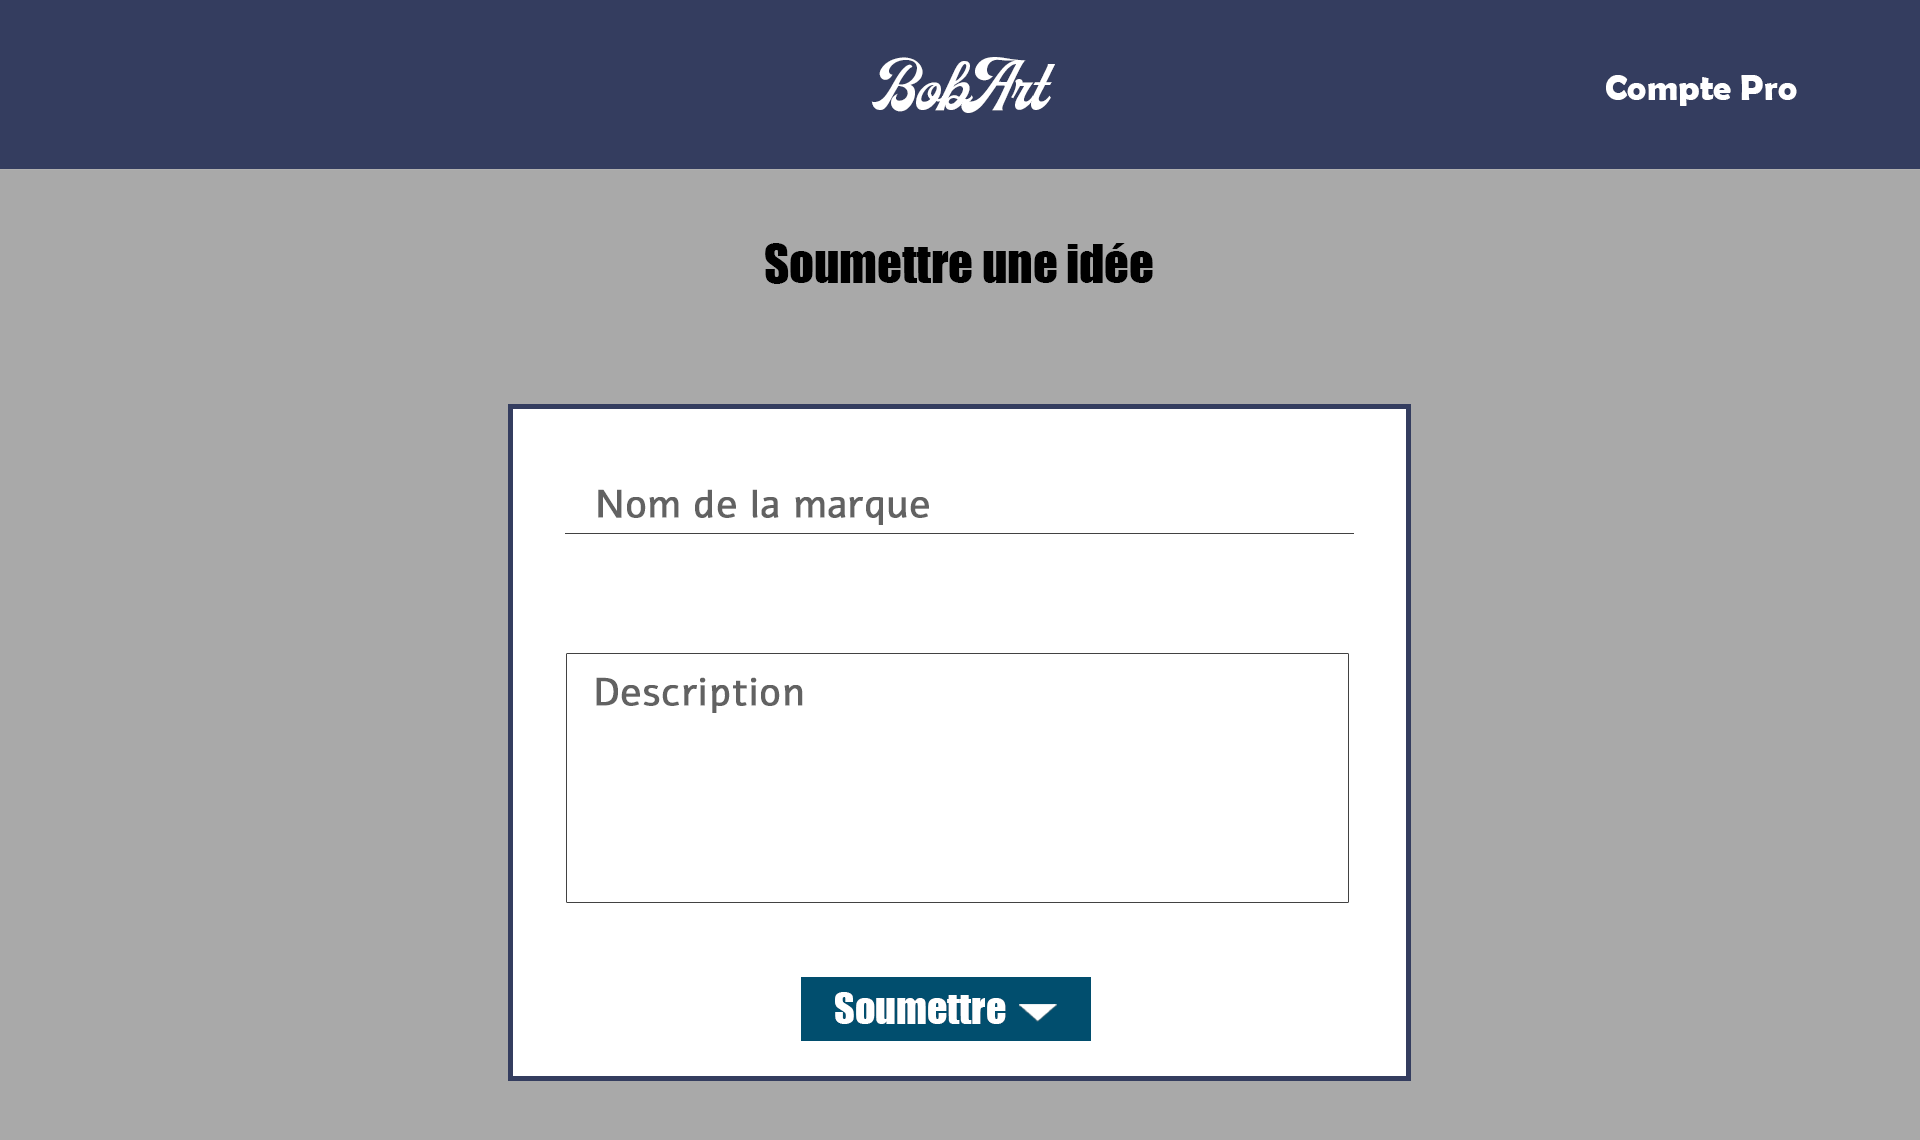 BobArt
Compte Pro
Soumettre une idée
Nom de la marque
Description
Soumettre